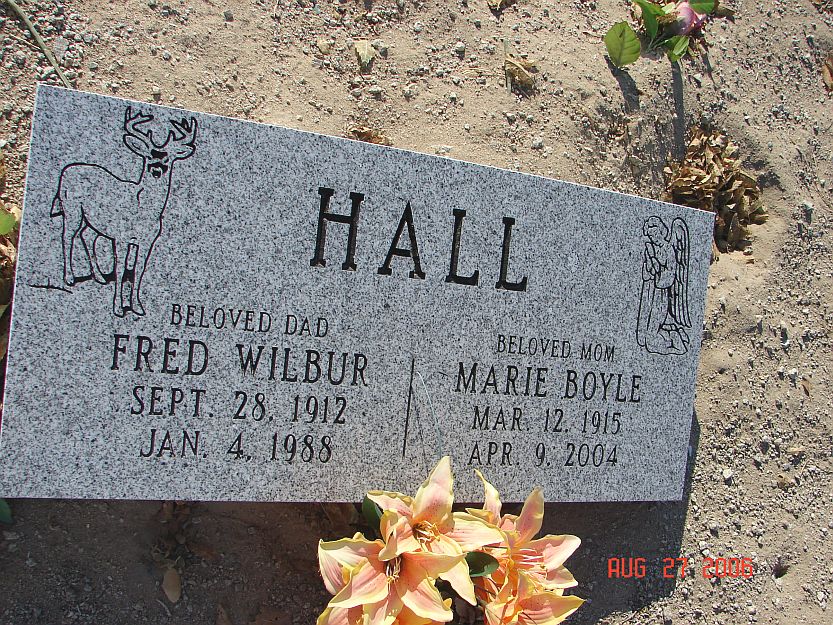 HALL
BELOVED DAD
FRED WILBUR
SEPT. 28, 1912
JAN. 4, 1988
BELOVED MOM
MARIE BOYLE
MAR. 12, 1915
APR. 9, 2004
AUG 27 2006